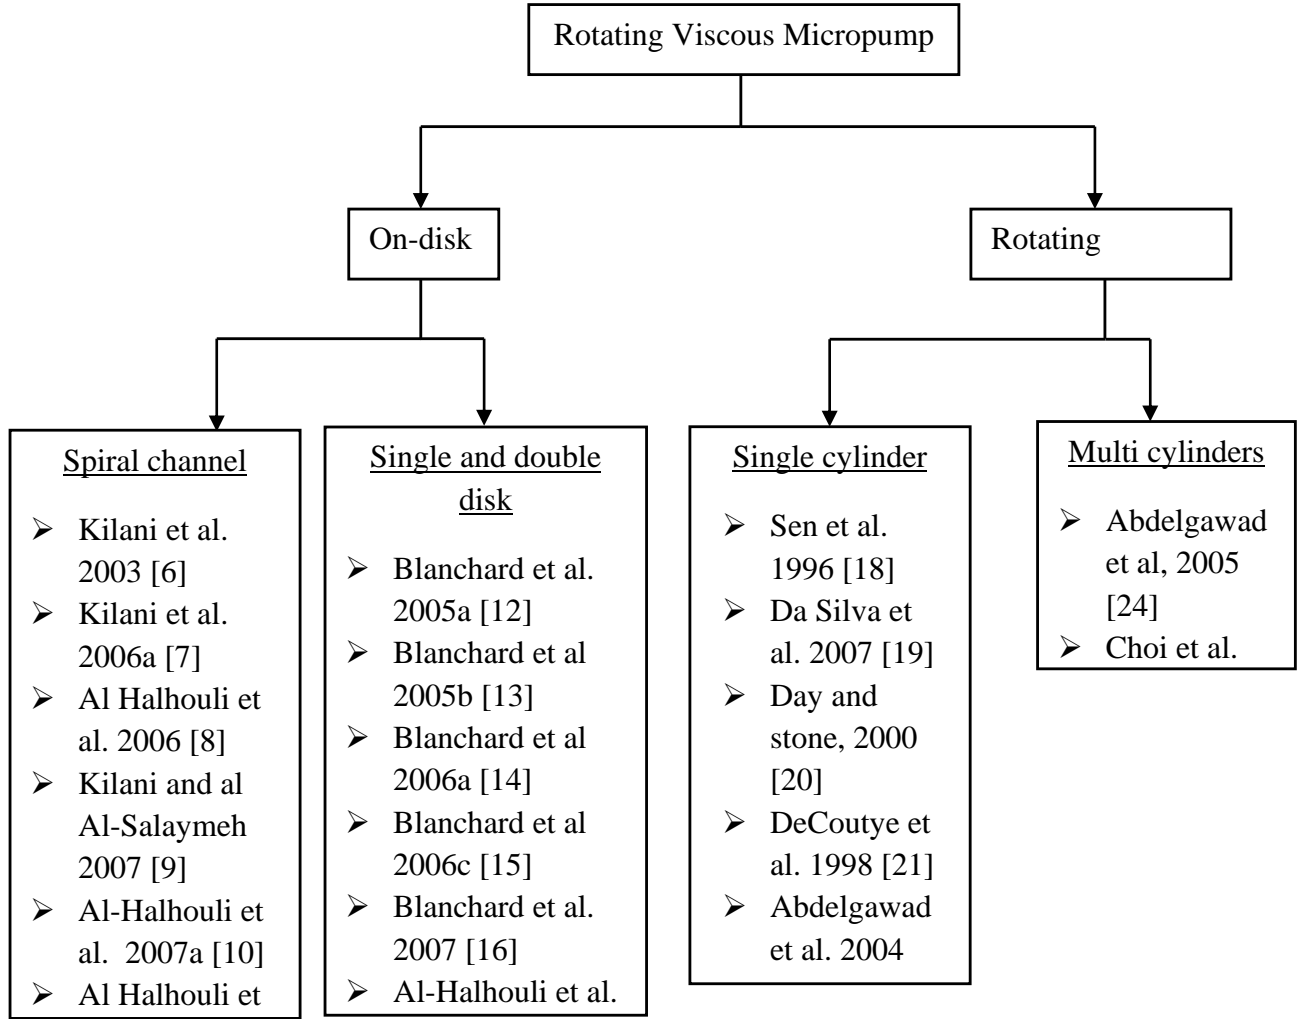 Rotating Viscous Micropump
On-disk
Rotating
Spiral channel
➢ Kilani et al.
2003 [6]
➢ Kilani et al.
2006a [7]
➢ Al Halhouli et
al. 2006 [8]
➢ Kilani and al
Al-Salaymeh
2007 [9]
➢ Al-Halhouli et
al. 2007a [10]
➢ Al Halhouli et
Single and double
disk
➢ Blanchard et al.
2005a [12]
➢ Blanchard et al
2005b [13]
➢ Blanchard et al
2006a [14]
➢ Blanchard et al
2006c [15]
➢ Blanchard et al.
2007 [16]
➢ Al-Halhouli et al.
Single cylinder
➢ Sen et al.
1996 [18]
➢ Da Silva et
al. 2007 [19]
➢ Day and
stone, 2000
[20]
➢ DeCoutye et
al. 1998 [21]
➢ Abdelgawad
et al. 2004
Multi cylinders
➢ Abdelgawad
et al, 2005
[24]
➢ Choi et al.